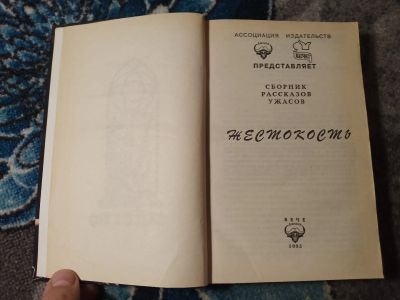 АССОЦИАЦИЯ ИЗДАТЕЛЬСТВ
ПРЕДСТАВЛЯЕТ
СБОРНИК
РАССКАЗОВ
УЖАСОВ
ЖЕСТОКОСТЬ
ВЕЧЕ